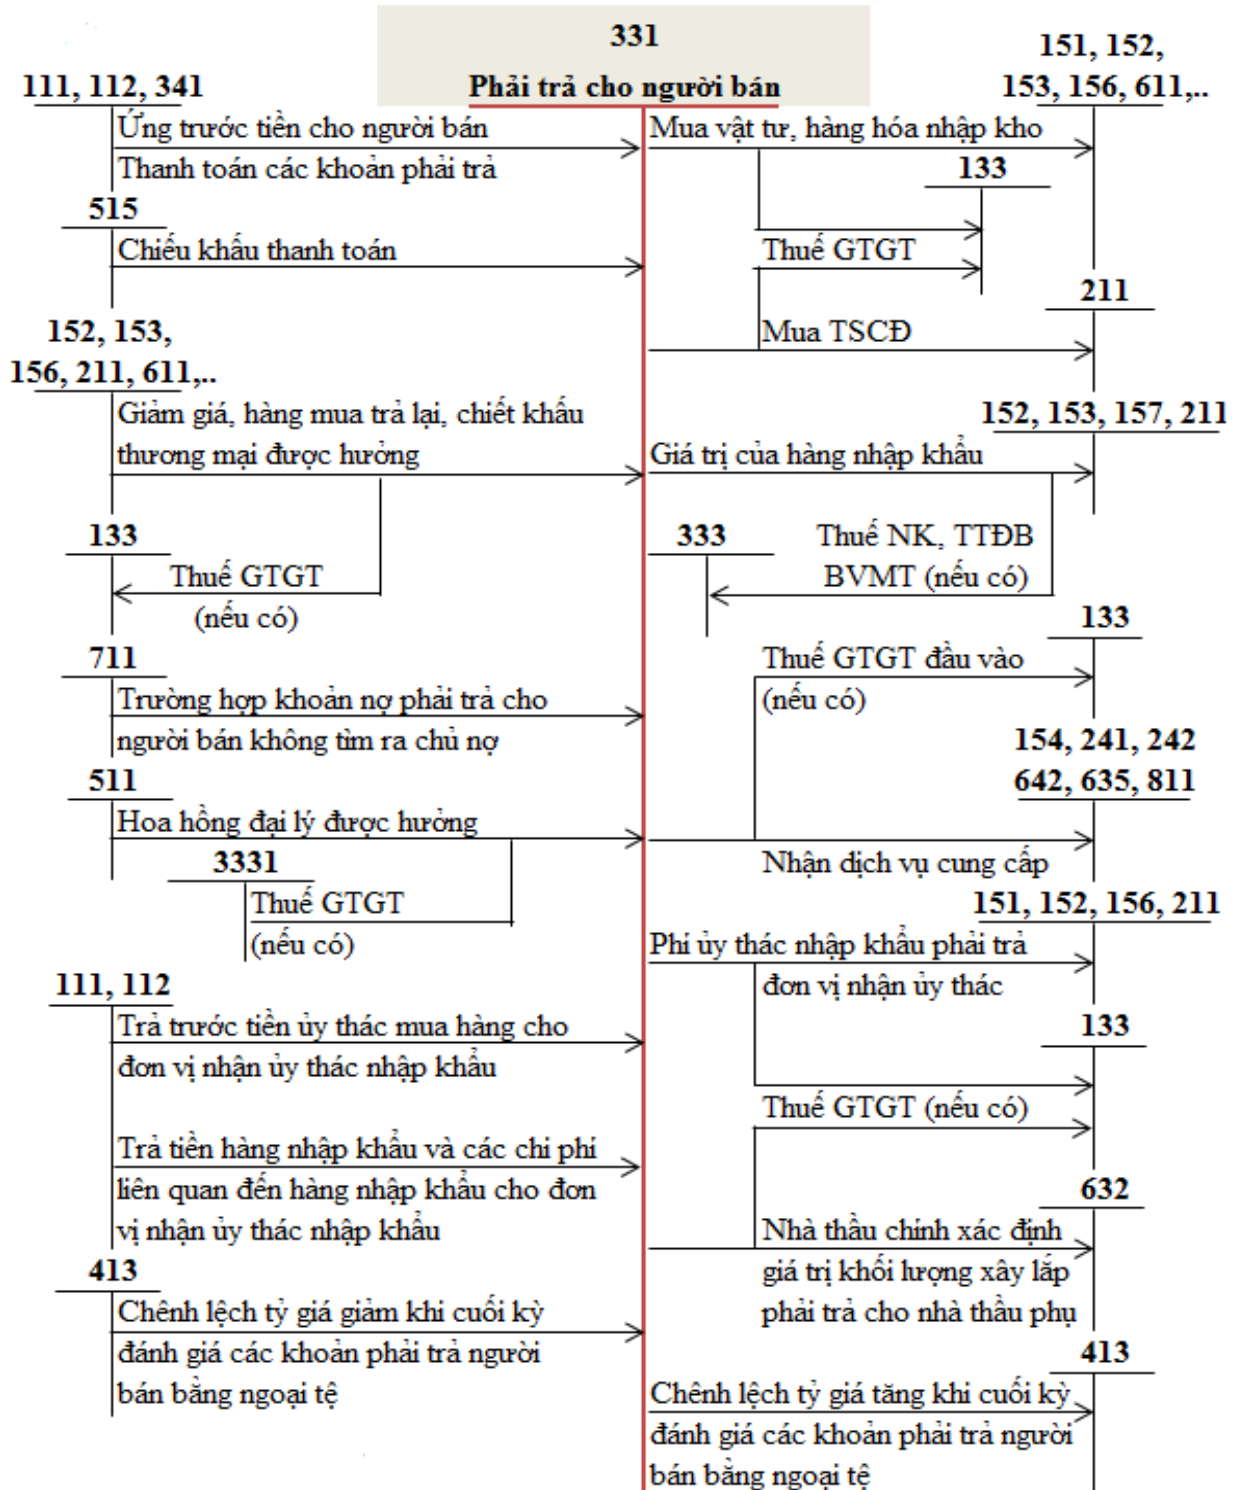 331
Phải trả cho người bán
111, 112, 341
Ứng trước tiền cho người bán
Thanh toán các khoản phải trả
515
Chiếu khấu thanh toán
152, 153,
156, 211, 611,..
Giảm giá, hàng mua trả lại, chiết khấu
thương mại được hưởng
133
Thuế GTGT
(nếu có)
711
Trường hợp khoản nợ phải trả cho
người bán không tìm ra chủ nợ
511
Hoa hồng đại lý được hưởng
3331
Thuế GTGT
(nếu có)
111, 112
Trả trước tiền ủy thác mua hàng cho
đơn vị nhận ủy thác nhập khẩu
Trả tiền hàng nhập khẩu và các chi phí
liên quan đến hàng nhập khẩu cho đơn
vị nhận ủy thác nhập khẩu
413
Chênh lệch tỷ giá giảm khi cuối kỳ
đánh giá các khoản phải trả người
bán bằng ngoại tệ
151, 152,
153, 156, 611,..
Mua vật tư, hàng hóa nhập kho
133
Thuế GTGT
211
Mua TSCĐ
152, 153, 157, 211
Giá trị của hàng nhập khẩu
333
Thuế NK, TTĐB
BVMT (nếu có)
133
Thuế GTGT đầu vào
(nếu có)
154, 241, 242
642, 635, 811
Nhận dịch vụ cung cấp
151, 152, 156, 211
Phí ủy thác nhập khẩu phải trả
đơn vị nhận ủy thác
133
Thuế GTGT (nếu có)
632
Nhà thầu chính xác định
giá trị khối lượng xây lắp
phải trả cho nhà thầu phụ
413
Chênh lệch tỷ giá tăng khi cuối kỳ
đánh giá các khoản phải trả người
bán bằng ngoại tệ